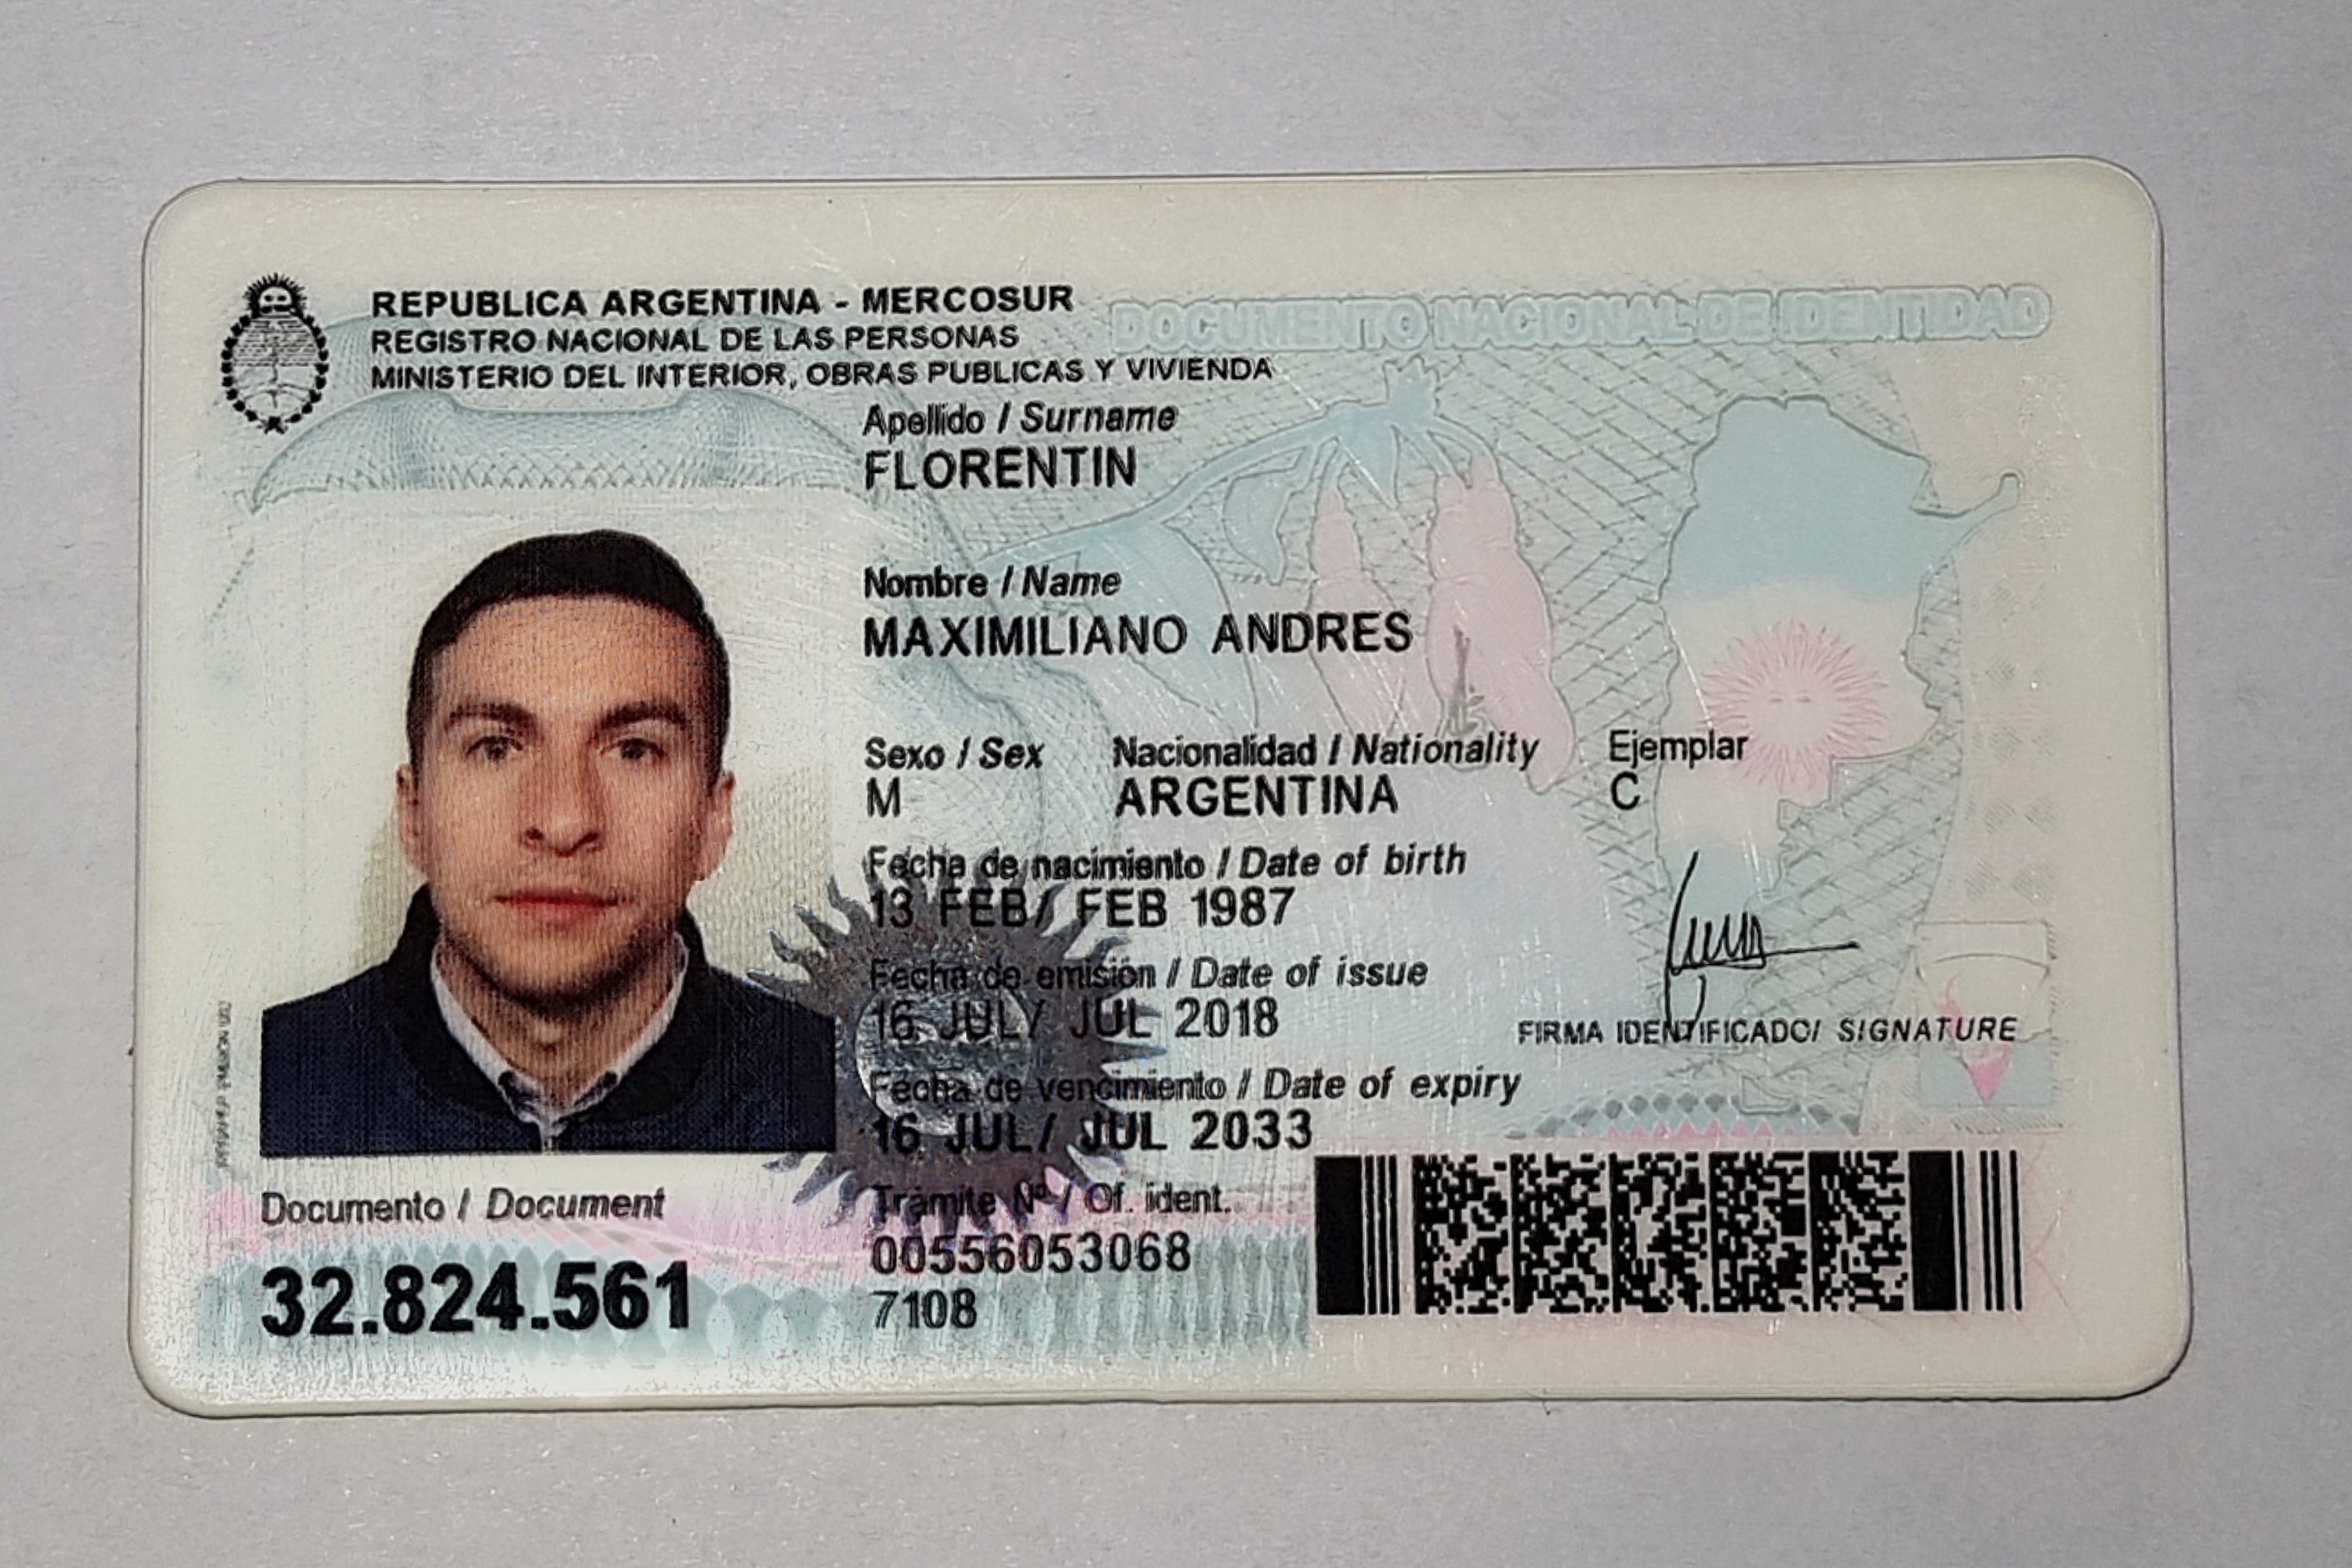 REPUBLICA ARGENTINA - MERCOSUR
REGISTRO NACIONAL DE LAS PERSONAS
MINISTERIO DEL INTERIOR, OBRAS PUBLICAS Y VIVIENDA
DOCUMENTO NACIONAL DE IDENTIDAD
Apellido / Surname
FLORENTIN
Nombre / Name
MAXIMILIANO ANDRES
Sexo / Sex Nacionalidad / Nationality Ejemplar
M ARGENTINA C
Fecha de nacimiento / Date of birth
13 FEB/ FEB 1987
Fecha de emisión / Date of issue
16 JUL/ JUL 2018
FIRMA IDENTIFICADO/ SIGNATURE
Fecha de vencimiento / Date of expiry
16 JUL/ JUL 2033
Documento / Document
32.824.561
Trámite Nº / Of. ident.
00556053068
7108